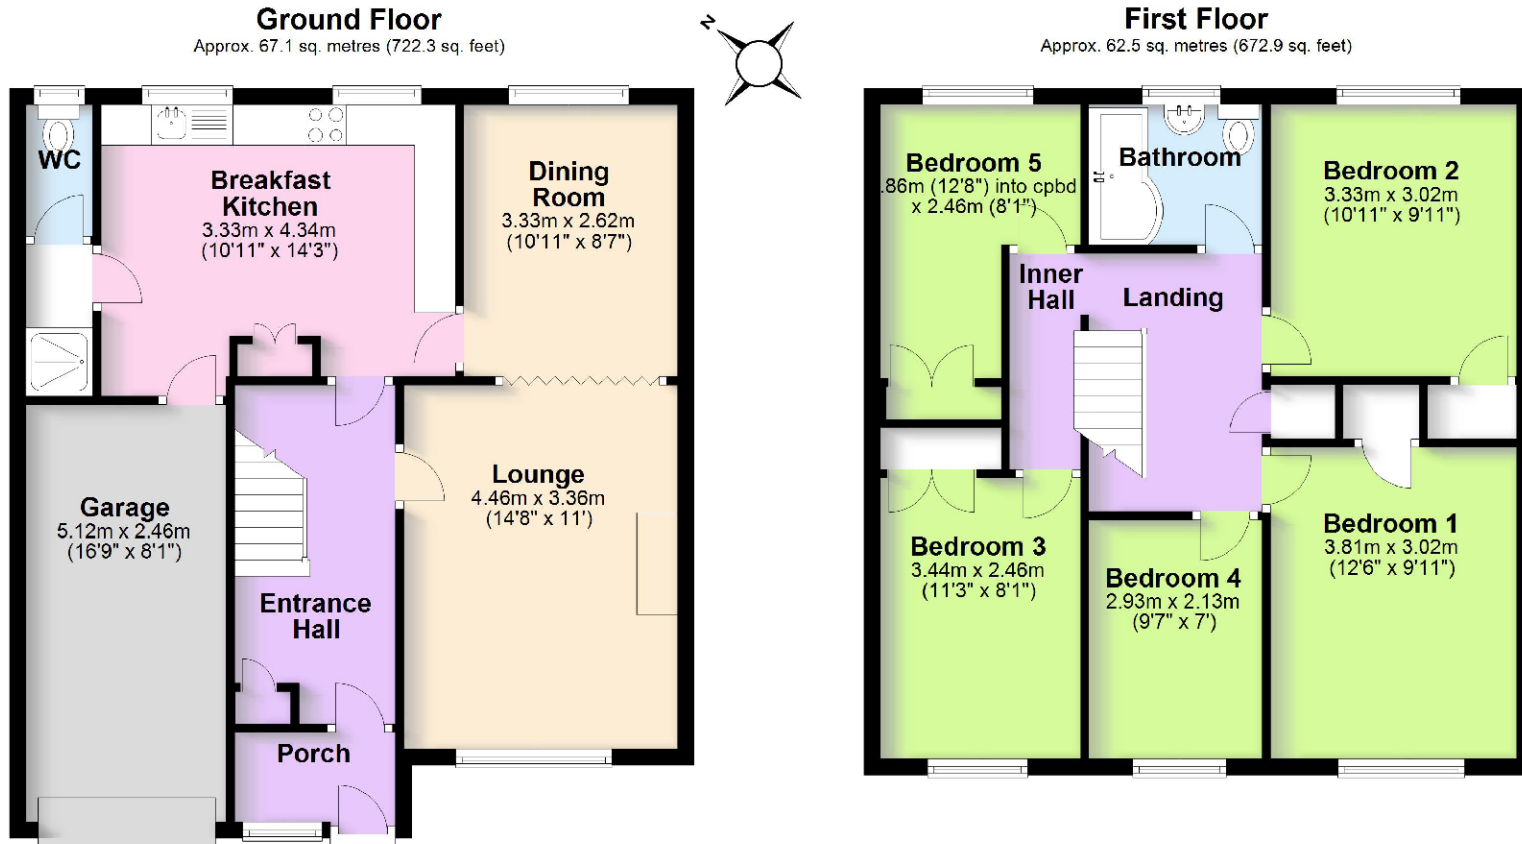 Ground Floor
Approx. 67.1 sq. metres (722.3 sq. feet)
N
WC
Breakfast
Kitchen
3.33m x 4.34m
(10'11" x 14'3")
Dining
Room
3.33m x 2.62m
(10'11" x 8'7")
Lounge
4.46m x 3.36m
(14'8" x 11')
Garage
5.12m x 2.46m
(16'9" x 8'1")
Entrance
Hall
Porch
First Floor
Approx. 62.5 sq. metres (672.9 sq. feet)
Bedroom 5
.86m (12'8") into cpbd
x 2.46m (8'1")
Bathroom
Bedroom 2
3.33m x 3.02m
(10'11" x 9'11")
Inner
Hall
Landing
Bedroom 3
3.44m x 2.46m
(11'3" x 8'1")
Bedroom 4
2.93m x 2.13m
(9'7" x 7')
Bedroom 1
3.81m x 3.02m
(12'6" x 9'11")